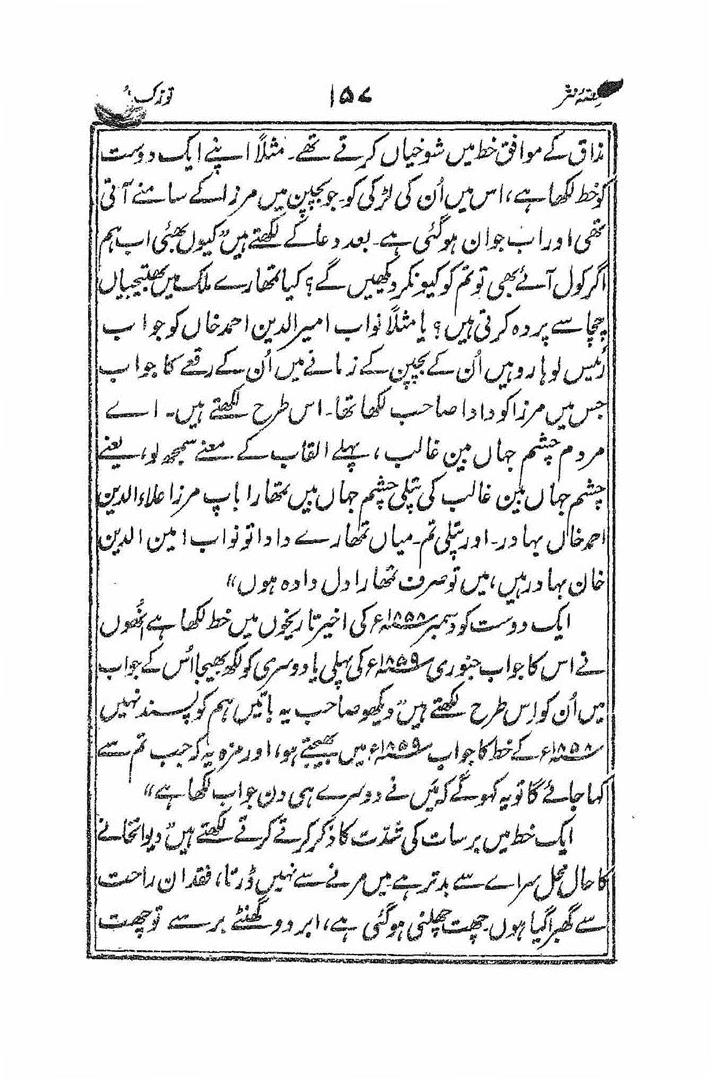 ۱۵۷
مذاق کے موافق خط میں شوخیاں کرتے تھے۔ مثلاً اپنے ایک دوست
کو خط لکھا ہے، اس میں اُن کی لڑکی کو جو بچپن میں مرزا کے سامنے آتی
تھی اور اب جوان ہو گئی ہے۔ بعد دعا کے لکھتے ہیں "کیوں بھئی اب ہم
اگر کول آئے بھی تو تم کو کیونکر دیکھیں گے؟ کیا تمھارے ملک میں بھتیجیاں
چچا سے پردہ کرتی ہیں؟ یا مثلاً نواب امیر الدین احمد خاں کو جو اب
رئیس لوہارو ہیں اُن کے بچپن کے زمانے میں اُن کے رقعے کا جواب
جس میں مرزا کو دادا صاحب لکھا تھا۔ اس طرح لکھتے ہیں۔ اے
مردم چشم جہاں بین غالب، پہلے القاب کے معنے سمجھ لو، یعنے
چشم جہاں بین غالب کی پتلی چشم جہاں بیں تمھارا باپ مرزا علاء الدین
احمد خاں بہادر۔ اور پتلی تم۔ میاں تمھارے دادا تو نواب امین الدین
خان بہادر ہیں، میں تو صرف تمھارا دل دادہ ہوں"
ایک دوست کو دسمبر ۱۸۵۸ء کی اخیر تاریخوں میں خط لکھا ہے اُنھوں
نے اس کا جواب جنوری ۱۸۵۹ء کی پہلی یا دوسری کو لکھ بھیجا اُس کے جواب
میں اُن کو اِس طرح لکھتے ہیں "دیکھو صاحب یہ باتیں ہم کو پسند نہیں
۱۸۵۸ء کے خط کا جواب ۱۸۵۹ء میں بھیجتے ہو، اور مزہ یہ کہ جب تم سے
کہا جائے گا تو یہ کہو گے کہ میں نے دوسرے ہی دن جواب لکھا ہے"
ایک خط میں برسات کی شدّت کا ذکر کرتے کرتے لکھتے ہیں "دیوانخانے
کا حال محل سراے سے بدتر ہے میں مرنے سے نہیں ڈرتا، فقدان راحت
سے گھبرا گیا ہوں۔ چھت چھلنی ہو گئی ہے، ابر دو گھنٹے برسے تو چھت